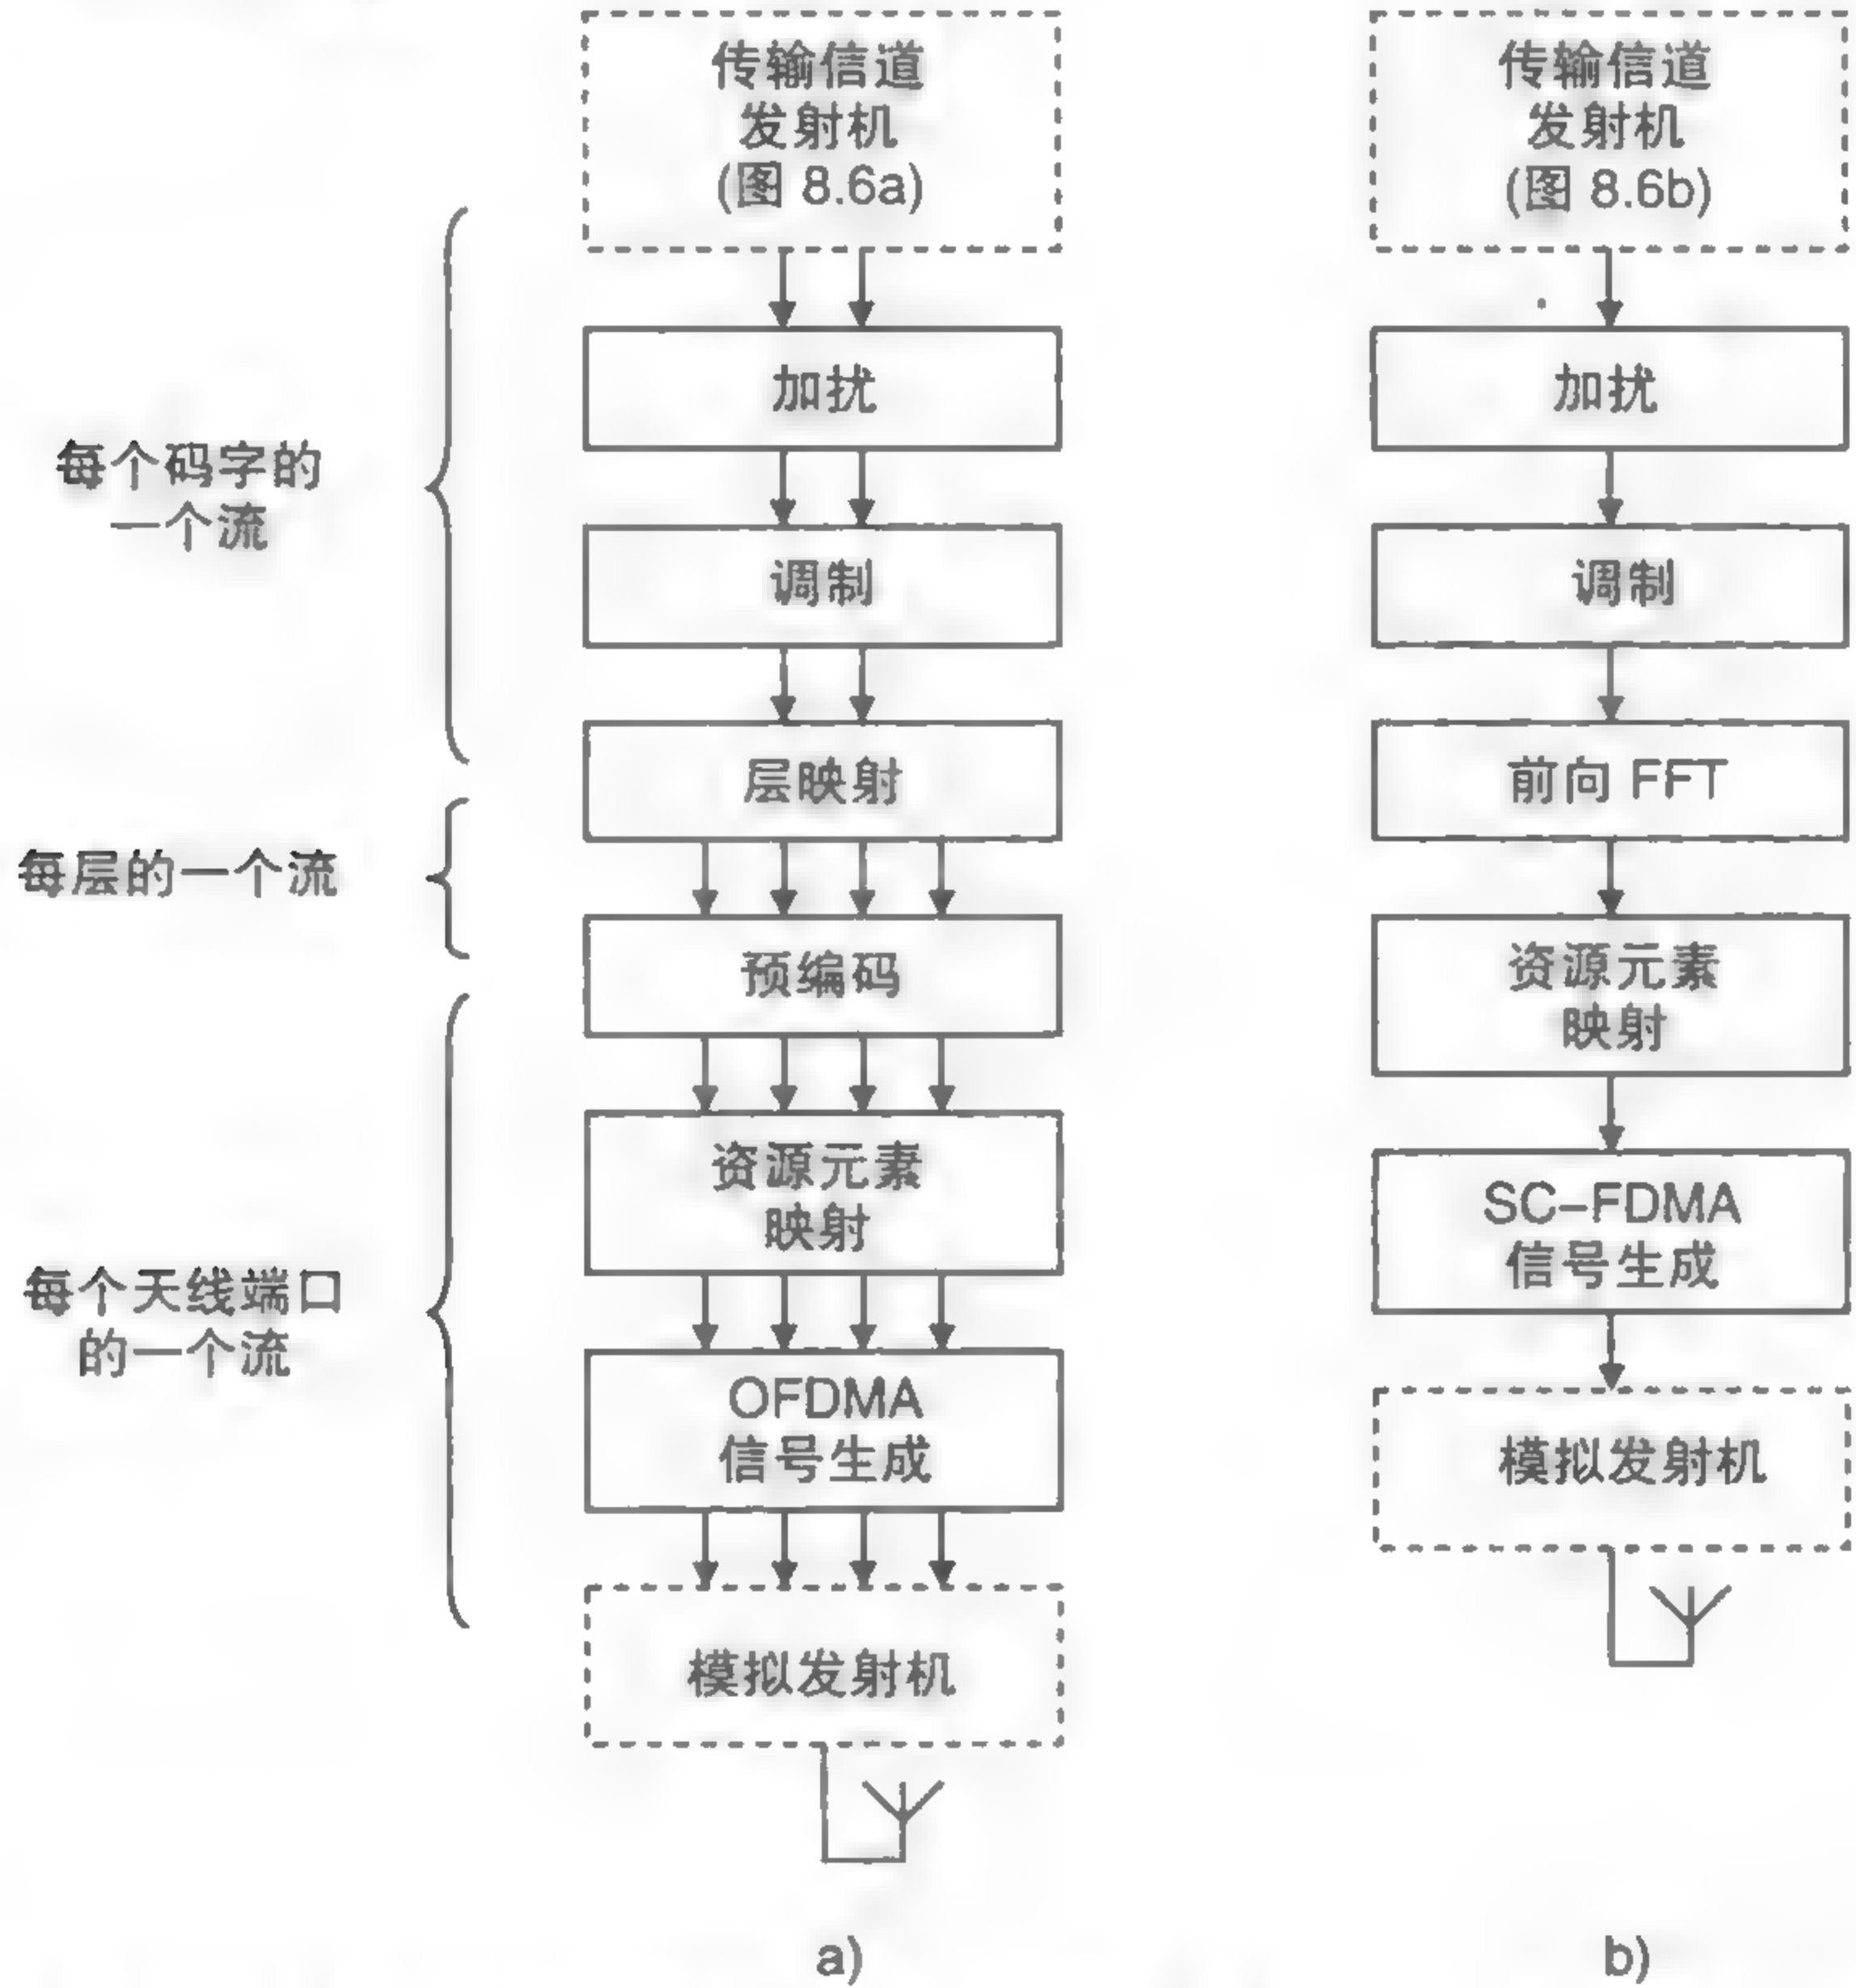 每个码字的
一个流
每层的一个流
每个天线端口
的一个流
传输信道
发射机
(图 8.6a)
加扰
调制
层映射
预编码
资源元素
映射
OFDMA
信号生成
模拟发射机
a)
传输信道
发射机
(图 8.6b)
加扰
调制
前向 FFT
资源元素
映射
SC-FDMA
信号生成
模拟发射机
b)